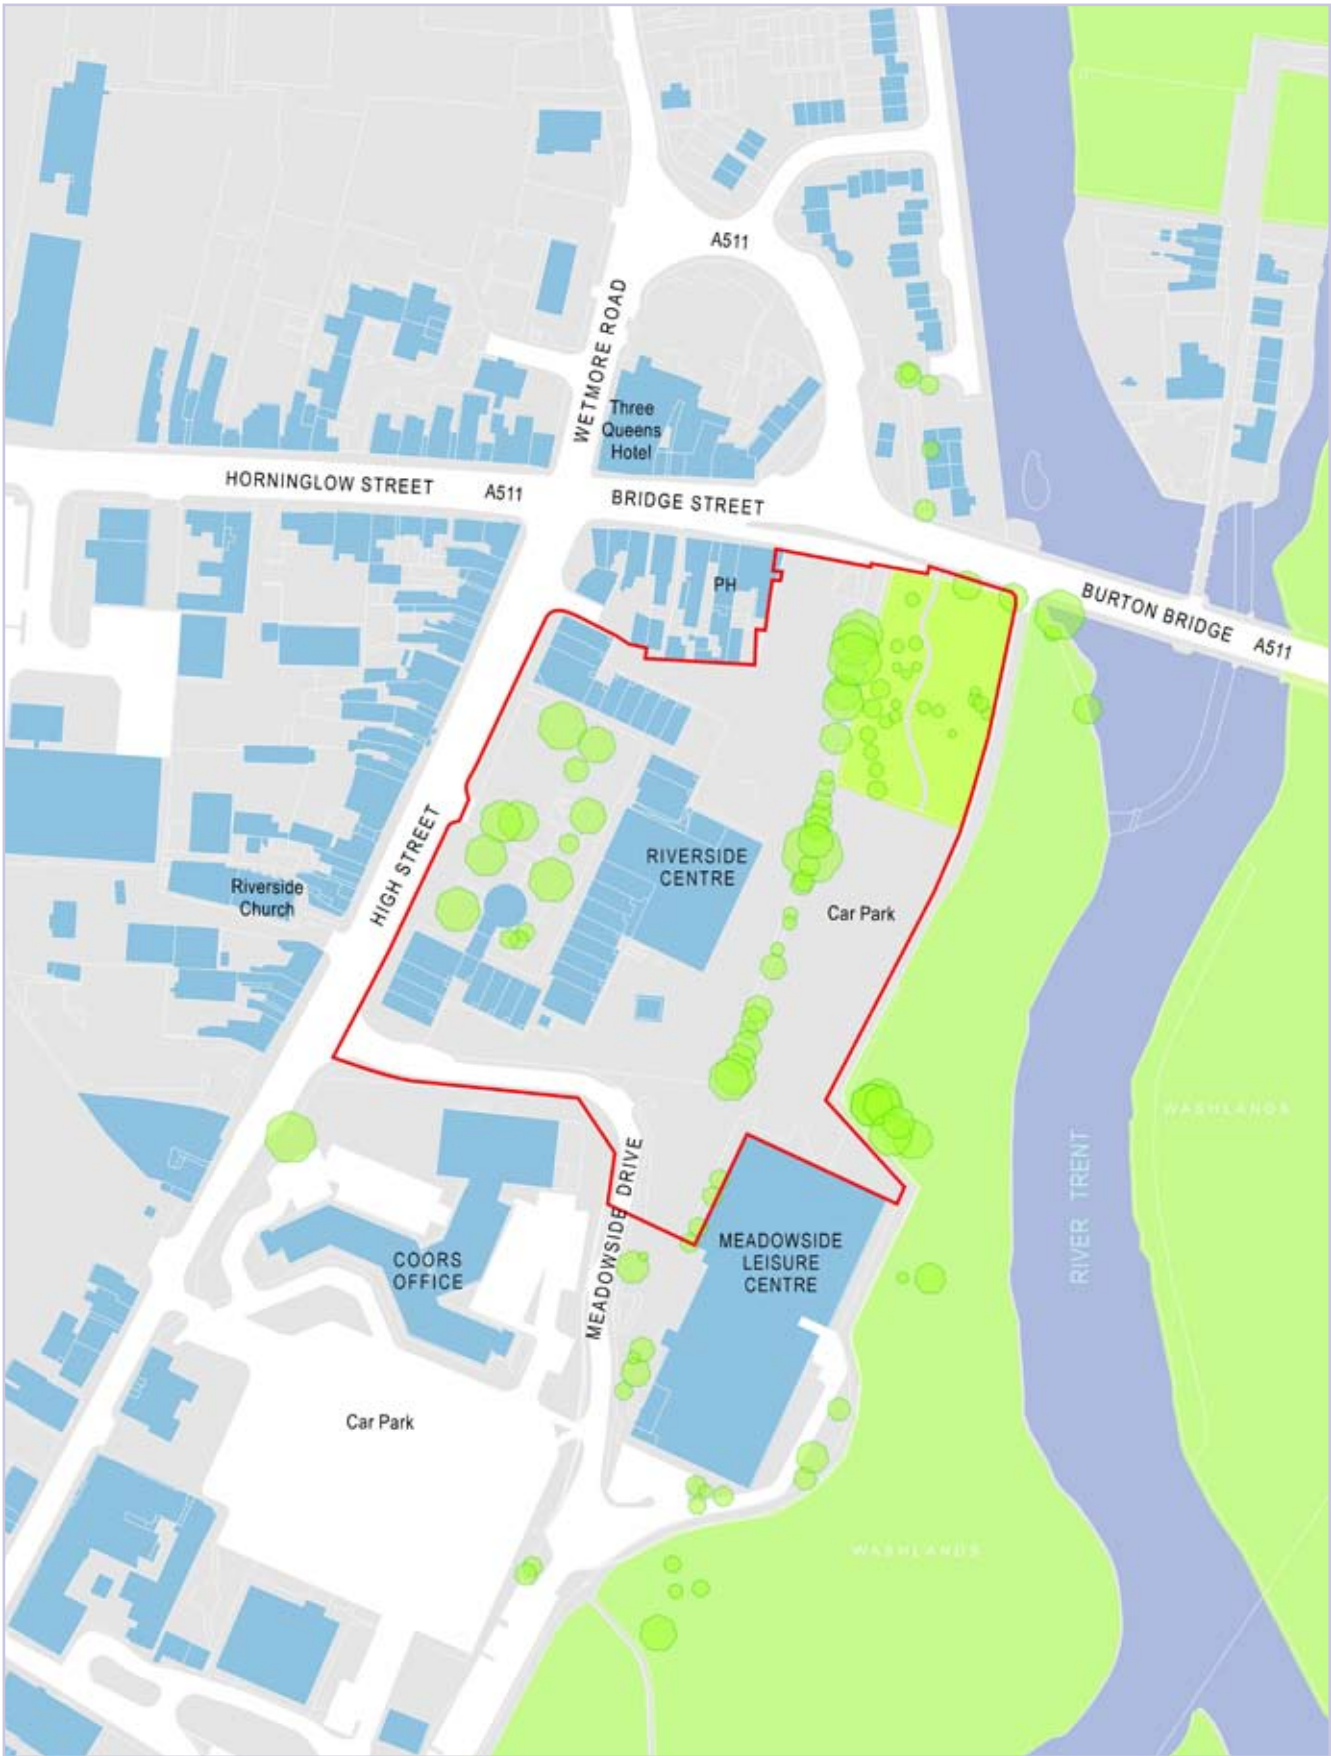 A511
WETMORE ROAD
Three
Queens
Hotel
HORNINGLOW STREET
A511
BRIDGE STREET
PH
BURTON BRIDGE
A511
HIGH STREET
RIVERSIDE
CENTRE
Riverside
Church
Car Park
WASHLANDS
RIVER TRENT
MEADOWSIDE DRIVE
COORS
OFFICE
MEADOWSIDE
LEISURE
CENTRE
Car Park
WASHLANDS